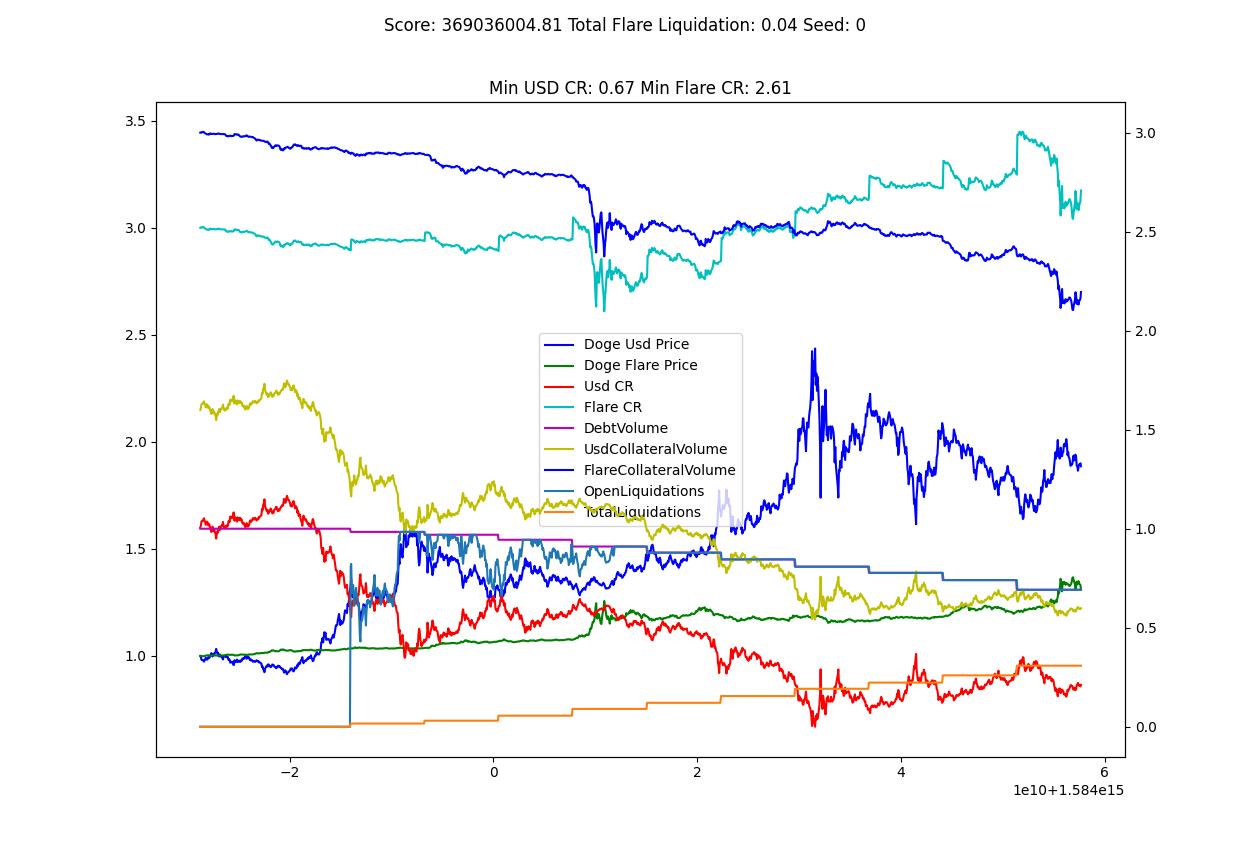 Score: 369036004.81 Total Flare Liquidation: 0.04 Seed: 0
Min USD CR: 0.67 Min Flare CR: 2.61
3.5
3.0
2.5
2.0
1.5
1.0
3.0
2.5
2.0
1.5
1.0
0.5
0.0
Doge Usd Price
Doge Flare Price
Usd CR
Flare CR
DebtVolume
UsdCollateralVolume
FlareCollateralVolume
OpenLiquidations
TotalLiquidations
−2 0 2 4 6
1e10+1.584e15